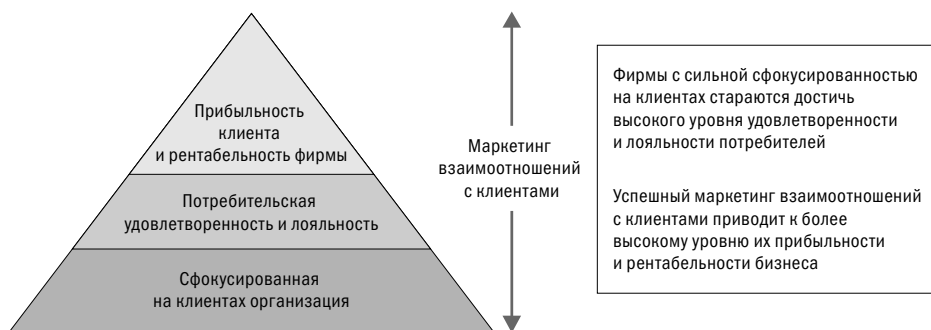 Прибыльность
клиента
и рентабельность фирмы
Потребительская
удовлетворенность и лояльность
Сфокусированная
на клиентах организация
Маркетинг
взаимоотношений
с клиентами
Фирмы с сильной сфокусированностью
на клиентах стараются достичь
высокого уровня удовлетворенности
и лояльности потребителей
Успешный маркетинг взаимоотношений
с клиентами приводит к более
высокому уровню их прибыльности
и рентабельности бизнеса